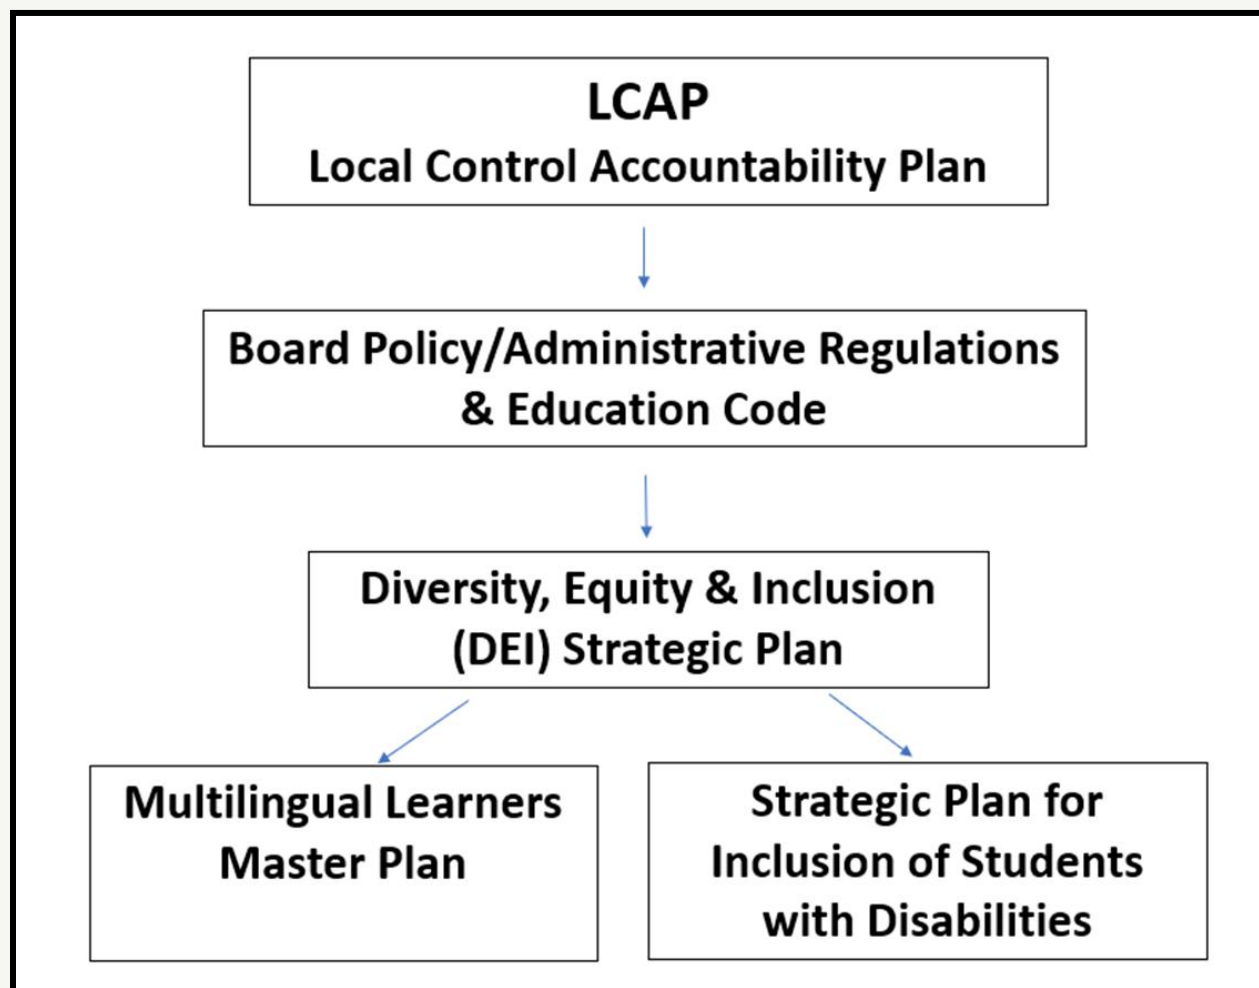 LCAP
Local Control Accountability Plan
Board Policy/Administrative Regulations
& Education Code
Diversity, Equity & Inclusion
(DEI) Strategic Plan
Multilingual Learners
Master Plan
Strategic Plan for
Inclusion of Students
with Disabilities